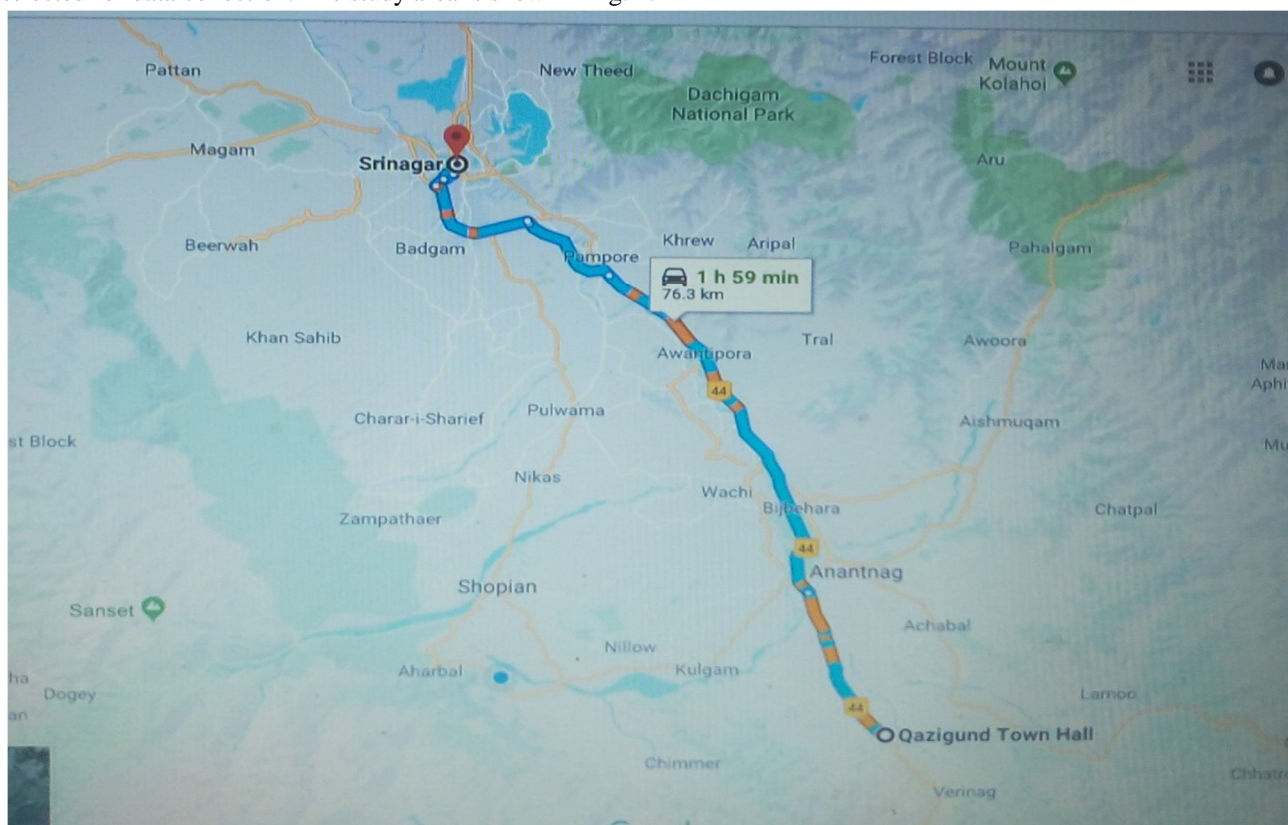 New Theed
Forest Block
Mount
Kolahoi
Pattan
Dachigam
National Park
Magam
Srinagar
Aru
Beerwah
Badgam
Pampore
Khrew
Aripal
Pahalgam
1 h 59 min
76.3 km
Khan Sahib
Awantipora
Tral
Awoora
44
Charar-i-Sharief
Pulwama
Aishmuqam
st Block
Nikas
Wachi
Bijbehara
Chatpal
Zampathaer
44
Anantnag
Shopian
Sanset
Achabal
Nillow
Aharbal
Kulgam
Dogey
Larnoo
44
Qazigund Town Hall
Chimmer
Verinag